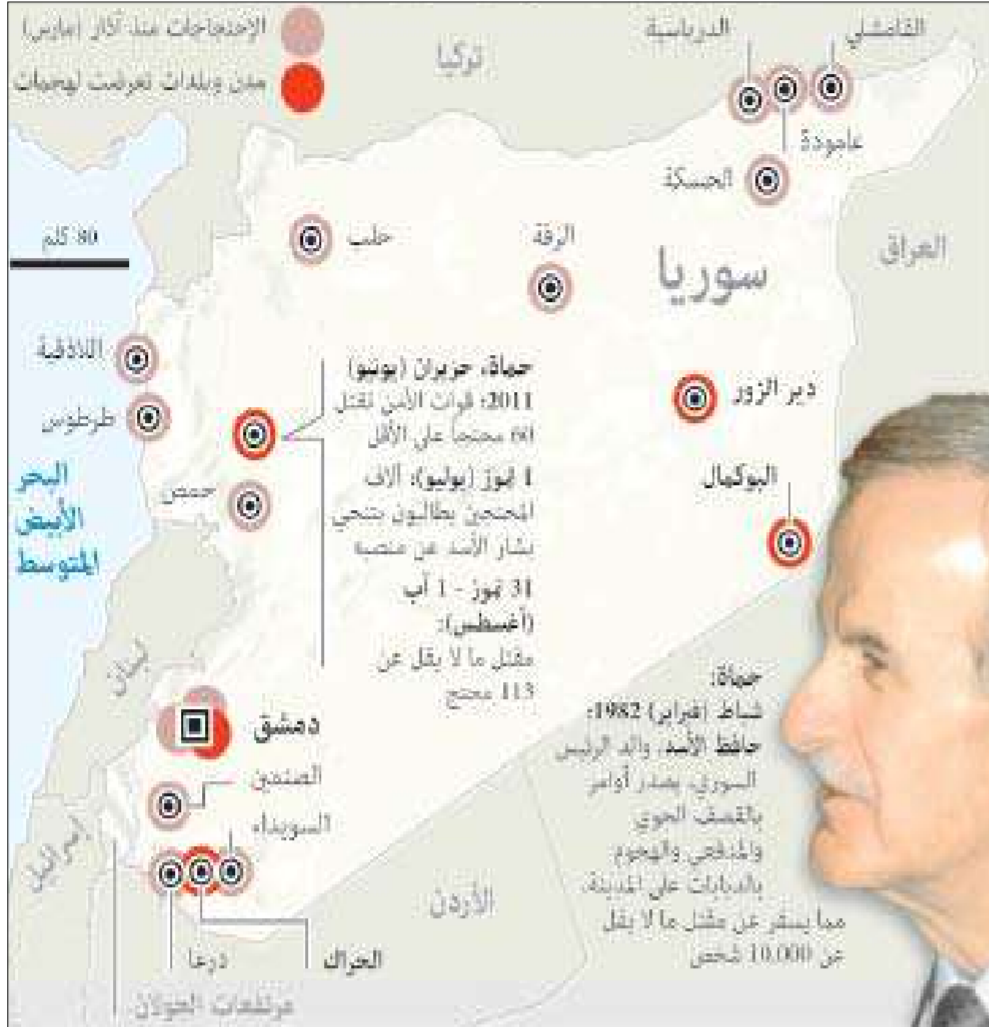 الإحتجاجات منذ آذار (مارس)
مدن وبلدات تعرضت لهجمات
تركيا
الدرباسية
القامشلي
عامودة
الحسكة
80 كلم
حلب
الرقة
سوريا
العراق
اللاذقية
طرطوس
حمص
البحر
الأبيض
المتوسط
حماة، حزيران (يونيو)
2011: قوات الأمن تقتل
60 محتجاً على الأقل
1 تموز (يوليو): آلاف
المحتجين يطالبون بتنحي
بشار الأسد عن منصبه
31 تموز - 1 آب
(أغسطس):
مقتل ما لا يقل عن
113 محتج
دير الزور
البوكمال
لبنان
دمشق
الصنمين
السويداء
إسرائيل
درعا
الحراك
مرتفعات الجولان
الأردن
حماة:
شباط (فبراير) 1982:
حافظ الأسد، والد الرئيس
السوري، يصدر أوامر
بالقصف الجوي
والمدفعي والهجوم
بالدبابات على المدينة،
مما يسفر عن مقتل ما لا يقل
عن 10.000 شخص